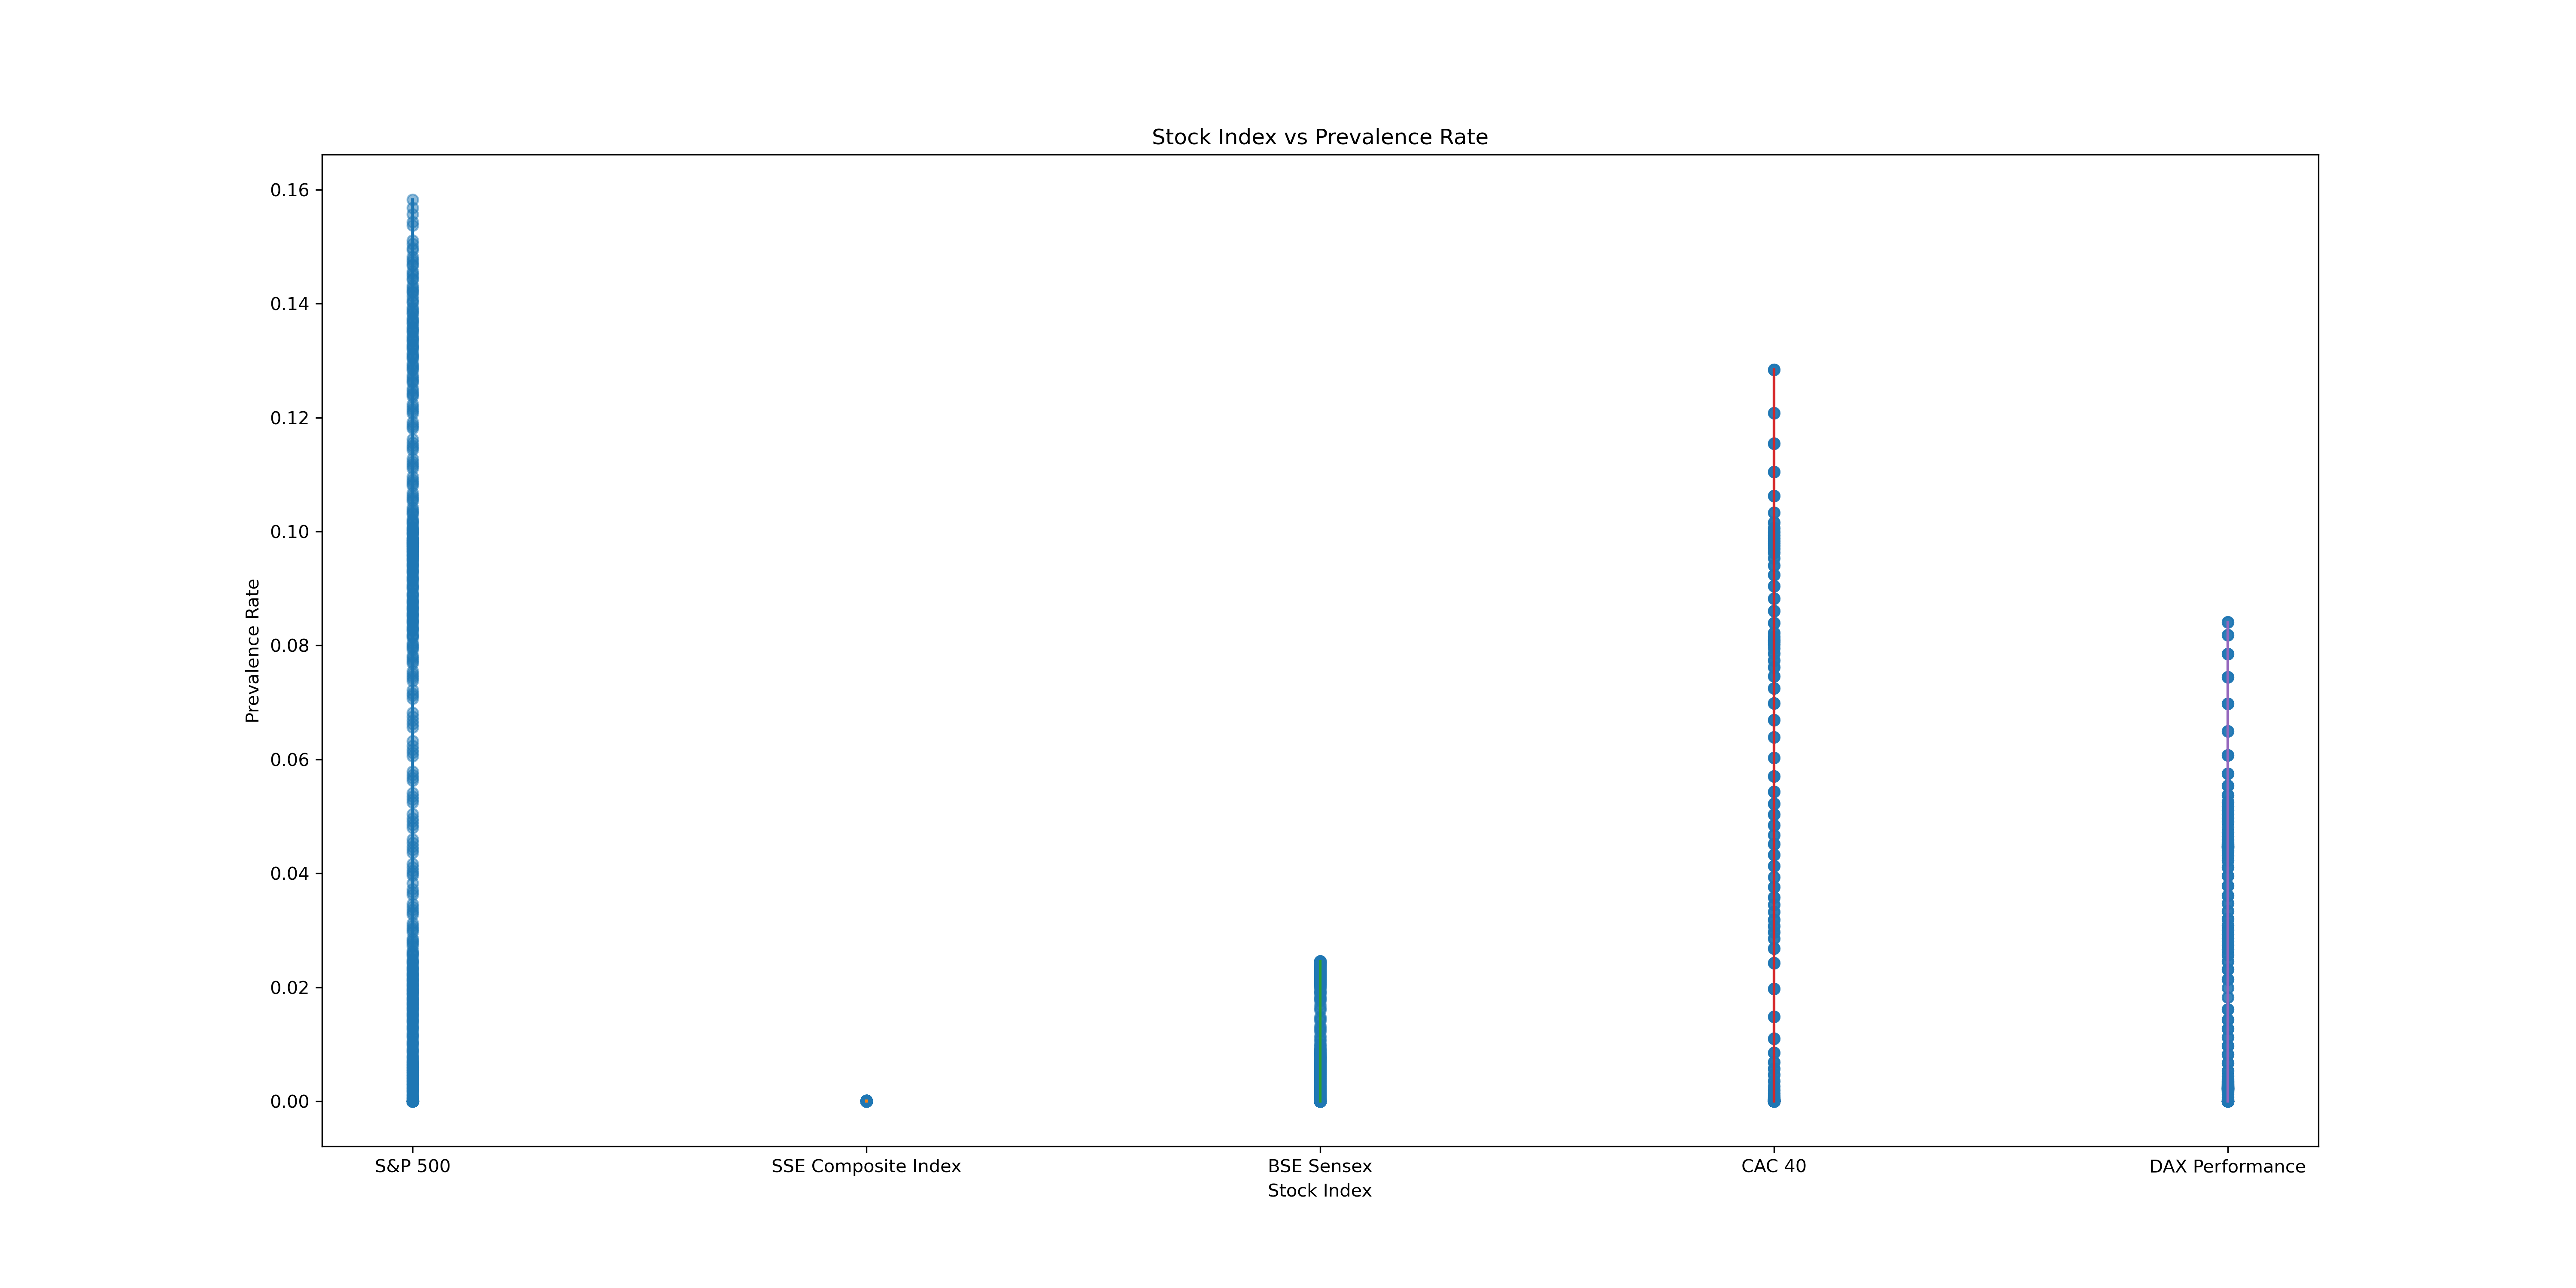 Stock Index vs Prevalence Rate
Prevalence Rate
0.16
0.14
0.12
0.10
0.08
0.06
0.04
0.02
0.00
S&P 500
SSE Composite Index
BSE Sensex
CAC 40
DAX Performance
Stock Index